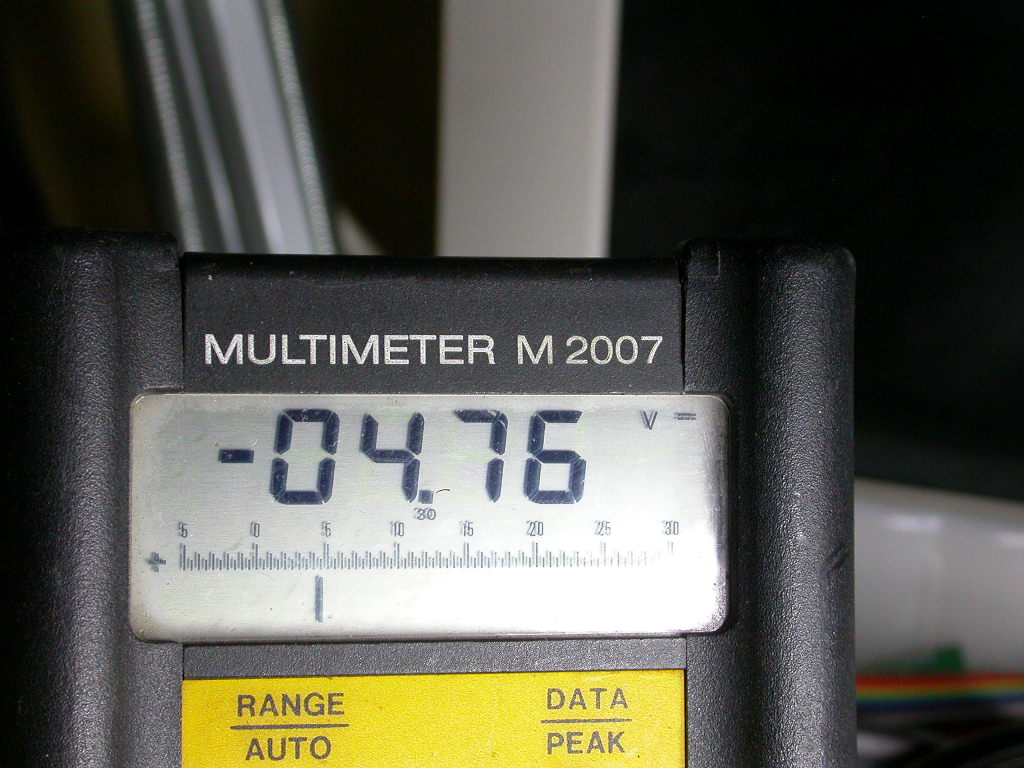 MULTIMETER M 2007
-04.76 V
30
5 0 5 10 15 20 25 30
RANGE DATA
AUTO PEAK